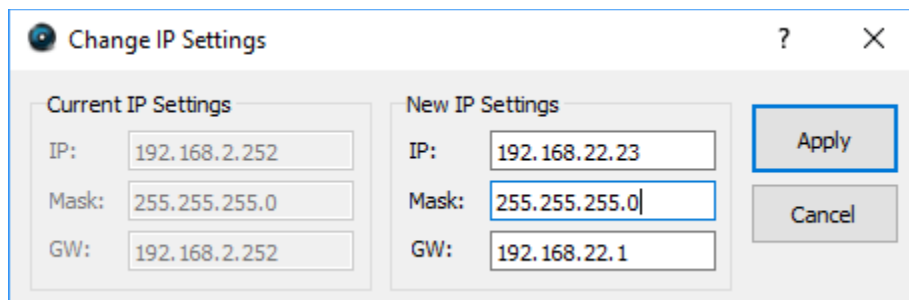 Change IP Settings
?
Current IP Settings
IP: 192.168.2.252
Mask: 255.255.255.0
GW: 192.168.2.252
New IP Settings
IP: 192.168.22.23
Mask: 255.255.255.0
GW: 192.168.22.1
Apply
Cancel